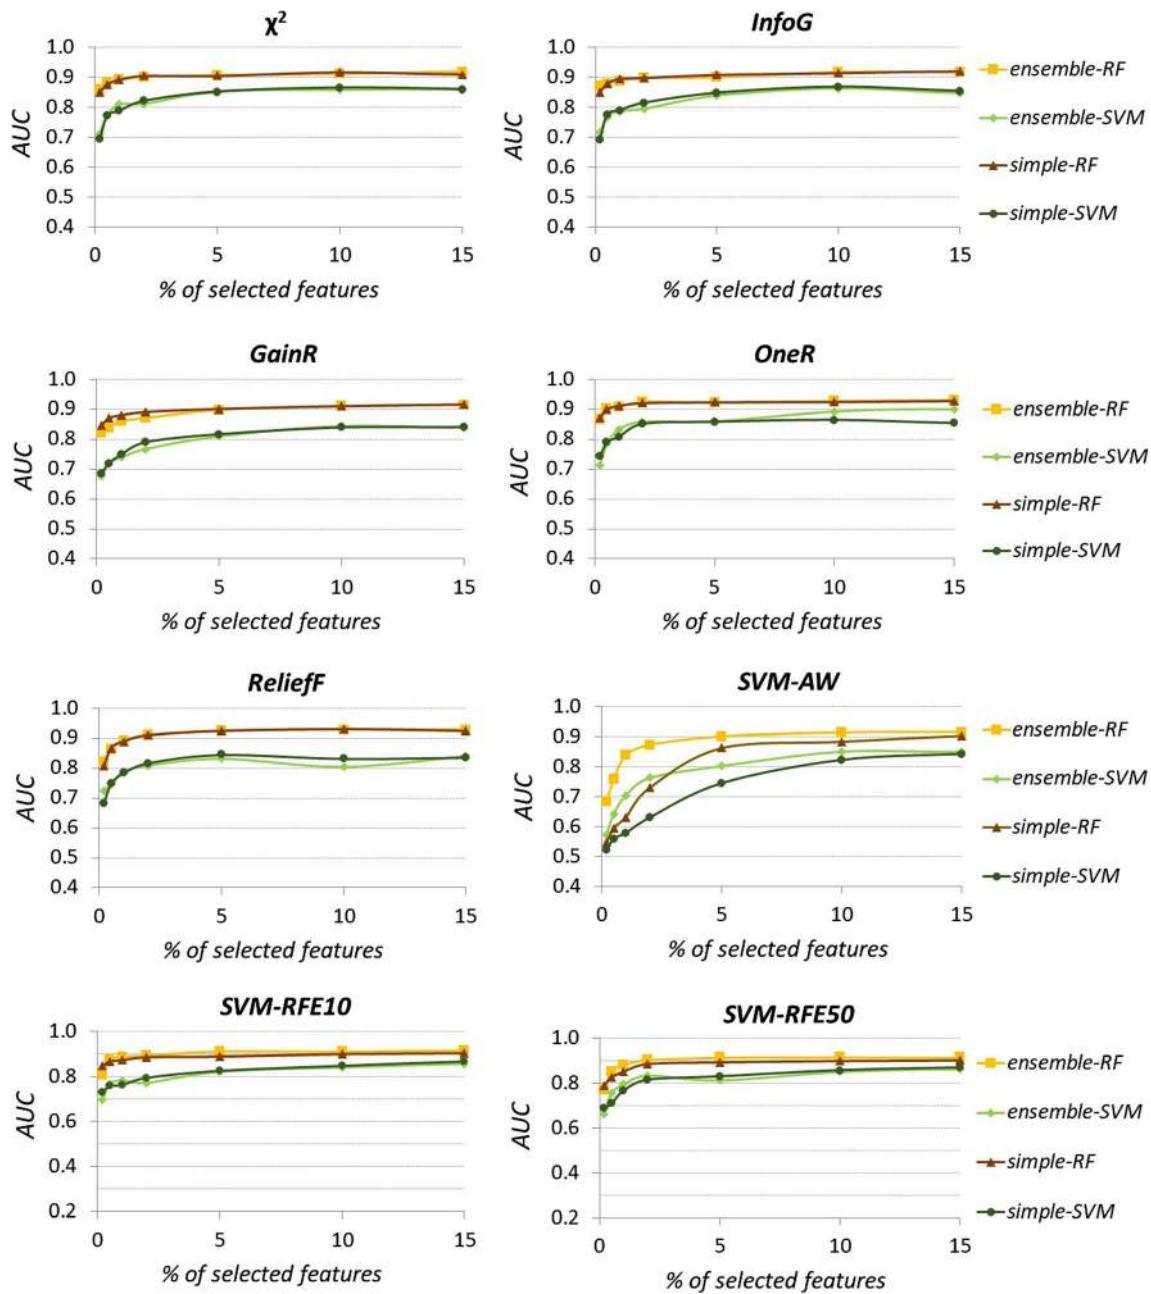 χ²
1.0
0.9
0.8
0.7
0.6
0.5
0.4
AUC
0 5 10 15
% of selected features
InfoG
1.0
0.9
0.8
0.7
0.6
0.5
0.4
AUC
0 5 10 15
% of selected features
ensemble-RF
ensemble-SVM
simple-RF
simple-SVM
GainR
1.0
0.9
0.8
0.7
0.6
0.5
0.4
AUC
0 5 10 15
% of selected features
OneR
1.0
0.9
0.8
0.7
0.6
0.5
0.4
AUC
0 5 10 15
% of selected features
ensemble-RF
ensemble-SVM
simple-RF
simple-SVM
ReliefF
1.0
0.9
0.8
0.7
0.6
0.5
0.4
AUC
0 5 10 15
% of selected features
SVM-AW
1.0
0.9
0.8
0.7
0.6
0.5
0.4
AUC
0 5 10 15
% of selected features
ensemble-RF
ensemble-SVM
simple-RF
simple-SVM
SVM-RFE10
1.0
0.8
0.6
0.4
0.2
AUC
0 5 10 15
% of selected features
SVM-RFE50
1.0
0.8
0.6
0.4
0.2
AUC
0 5 10 15
% of selected features
ensemble-RF
ensemble-SVM
simple-RF
simple-SVM